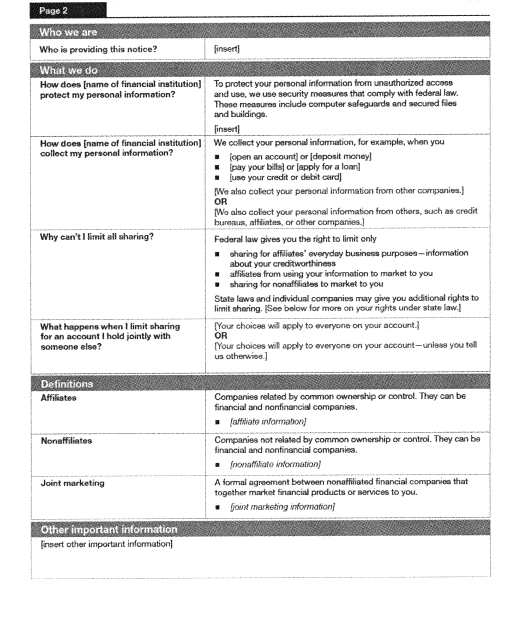 Page 2
Who we are
Who is providing this notice?
[insert]
What we do
How does [name of financial institution]
protect my personal information?
To protect your personal information from unauthorized access
and use, we use security measures that comply with federal law.
These measures include computer safeguards and secured files
and buildings.
[insert]
How does [name of financial institution]
collect my personal information?
We collect your personal information, for example, when you
■ [open an account] or [deposit money]
■ [pay your bills] or [apply for a loan]
■ [use your credit or debit card]
[We also collect your personal information from other companies.]
OR
[We also collect your personal information from others, such as credit
bureaus, affiliates, or other companies.]
Why can't I limit all sharing?
Federal law gives you the right to limit only
■ sharing for affiliates' everyday business purposes—information
about your creditworthiness
■ affiliates from using your information to market to you
■ sharing for nonaffiliates to market to you
State laws and individual companies may give you additional rights to
limit sharing. [See below for more on your rights under state law.]
What happens when I limit sharing
for an account I hold jointly with
someone else?
[Your choices will apply to everyone on your account.]
OR
[Your choices will apply to everyone on your account—unless you tell
us otherwise.]
Definitions
Affiliates
Companies related by common ownership or control. They can be
financial and nonfinancial companies.
■ [affiliate information]
Nonaffiliates
Companies not related by common ownership or control. They can be
financial and nonfinancial companies.
■ [nonaffiliate information]
Joint marketing
A formal agreement between nonaffiliated financial companies that
together market financial products or services to you.
■ [joint marketing information]
Other important information
[insert other important information]